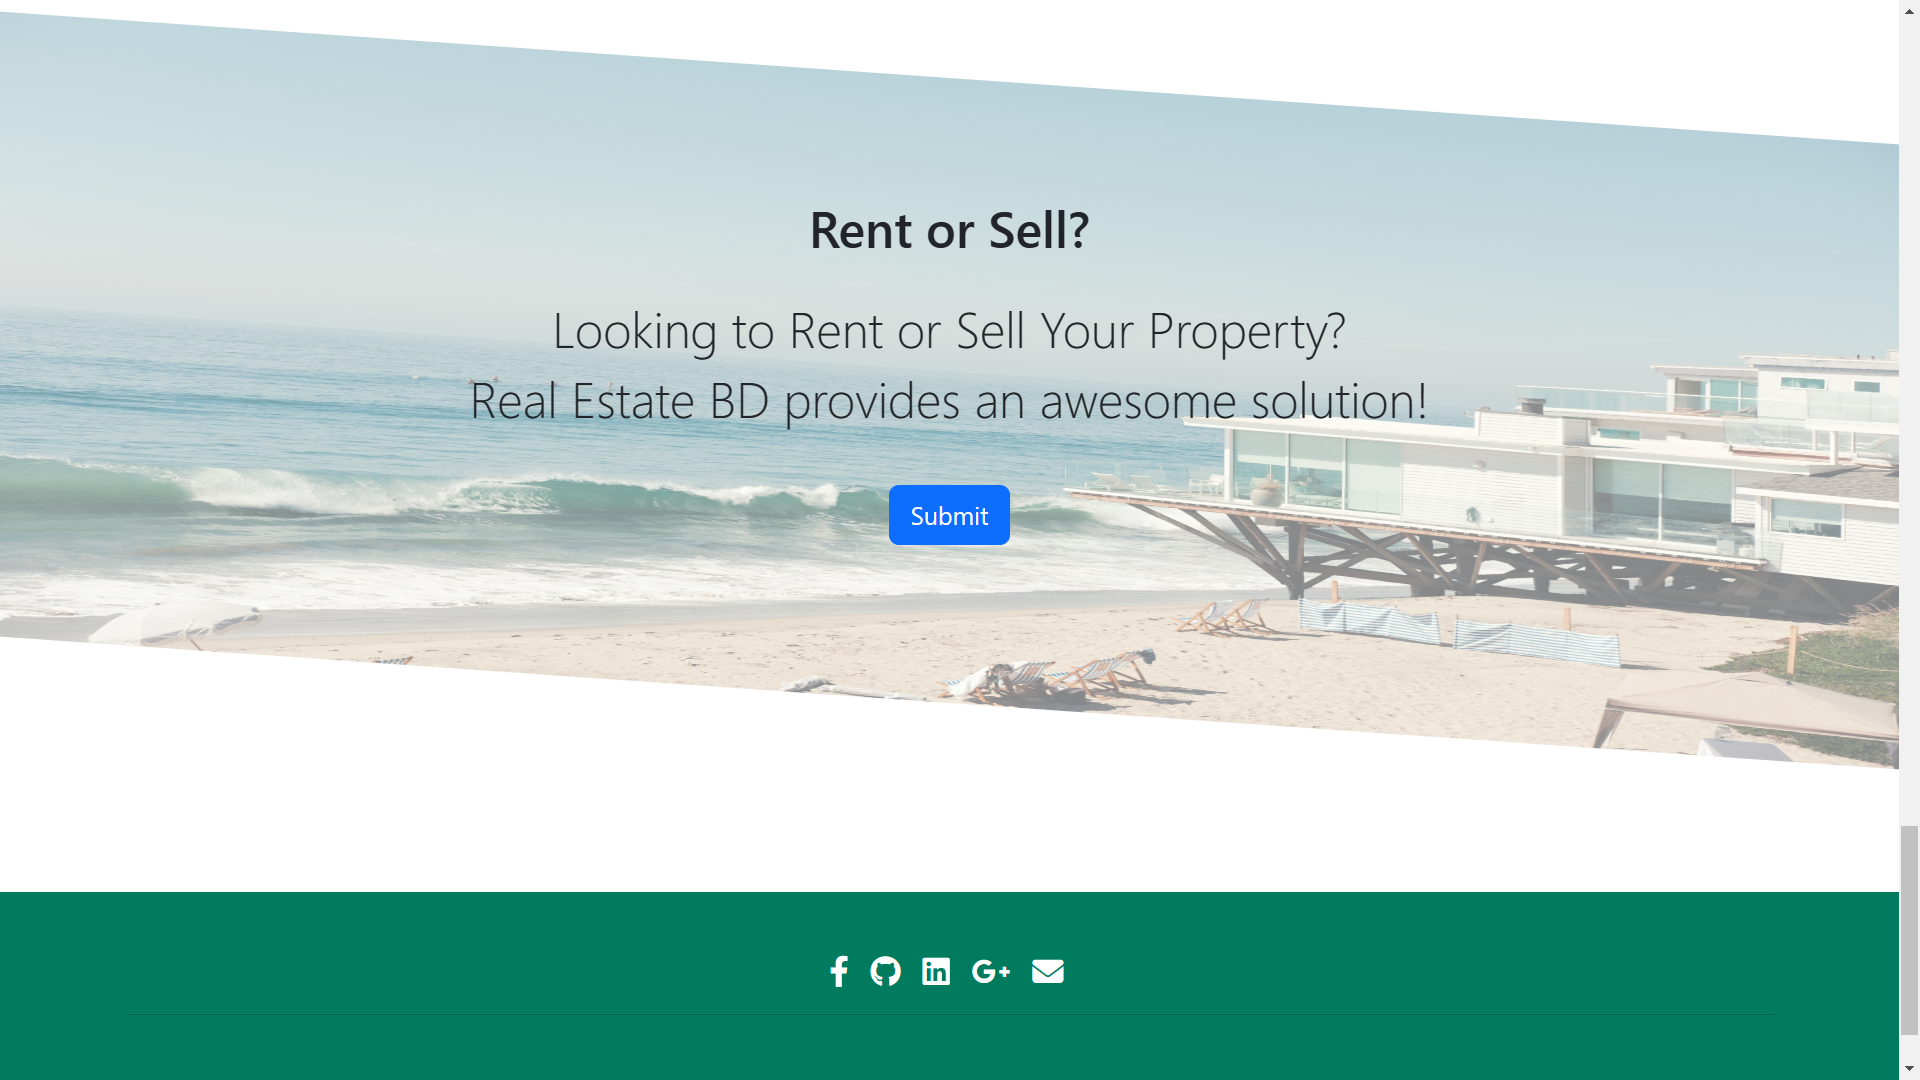 Rent or Sell?
Looking to Rent or Sell Your Property?
Real Estate BD provides an awesome solution!
Submit